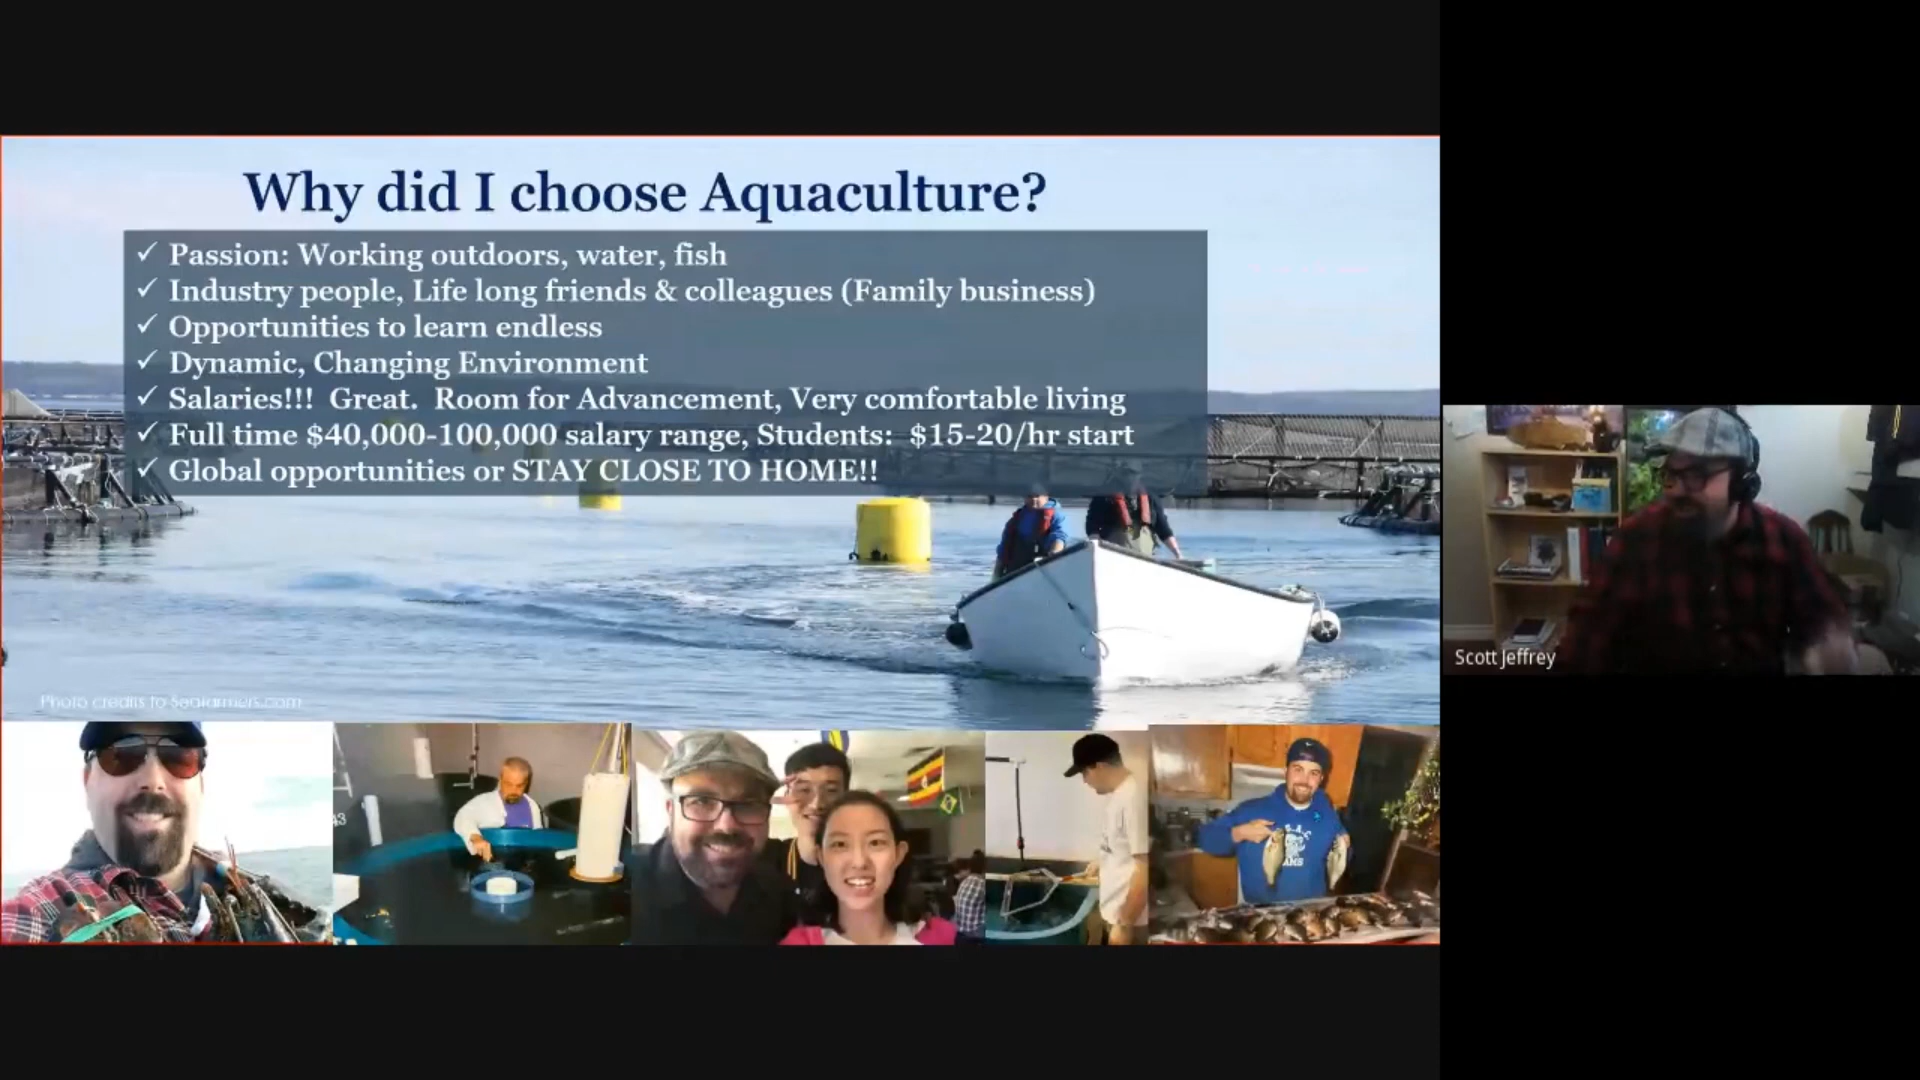 Why did I choose Aquaculture?
✓ Passion: Working outdoors, water, fish
✓ Industry people, Life long friends & colleagues (Family business)
✓ Opportunities to learn endless
✓ Dynamic, Changing Environment
✓ Salaries!!! Great. Room for Advancement, Very comfortable living
✓ Full time $40,000-100,000 salary range, Students: $15-20/hr start
✓ Global opportunities or STAY CLOSE TO HOME!!
Scott Jeffrey
Photo credits to Seafarmers.com